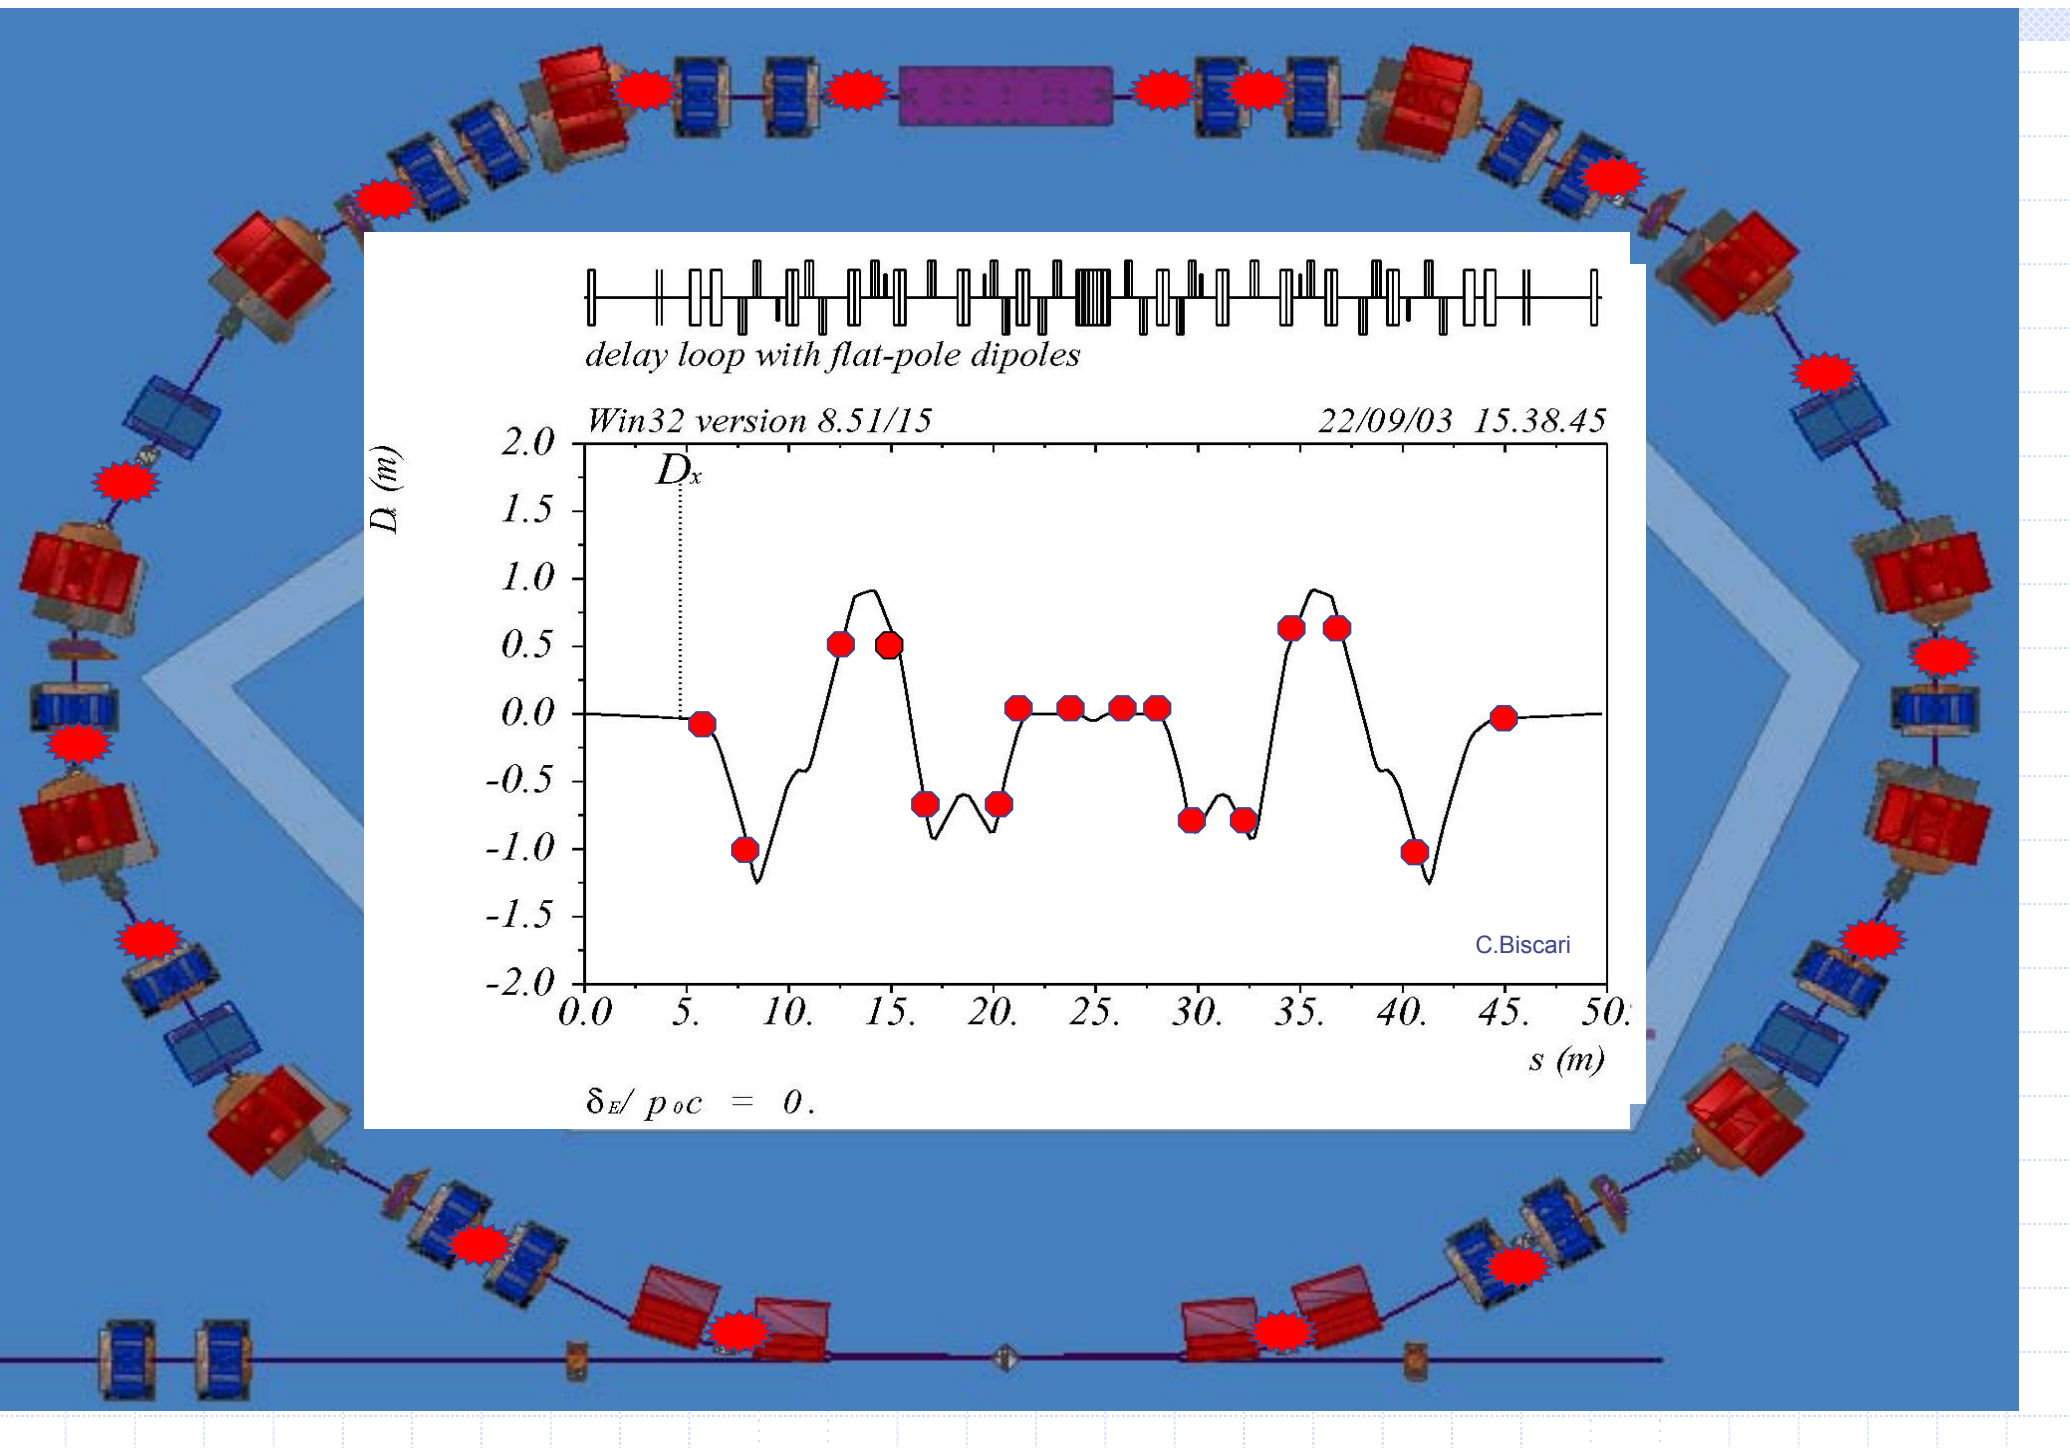 delay loop with flat-pole dipoles
Win32 version 8.51/15 22/09/03 15.38.45
D x (m)
Dx
2.0
1.5
1.0
0.5
0.0
-0.5
-1.0
-1.5
-2.0
C.Biscari
0.0 5. 10. 15. 20. 25. 30. 35. 40. 45. 50.
s (m)
δE/ p0c = 0.